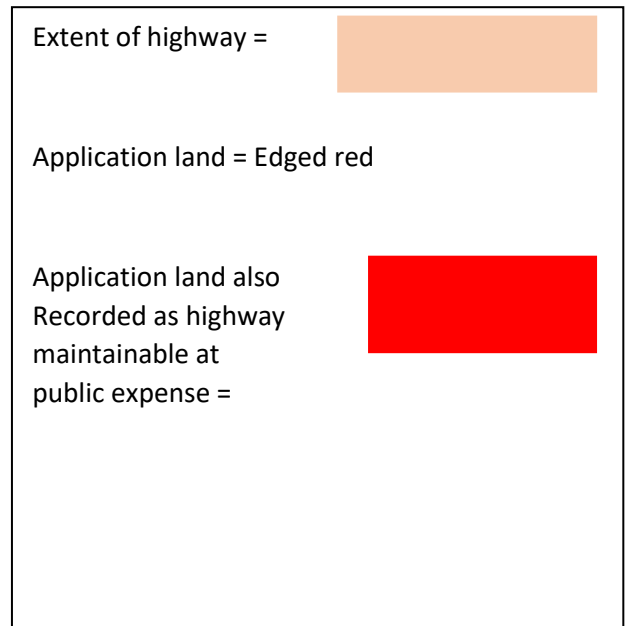 Extent of highway =
Application land = Edged red
Application land also
Recorded as highway
maintainable at
public expense =